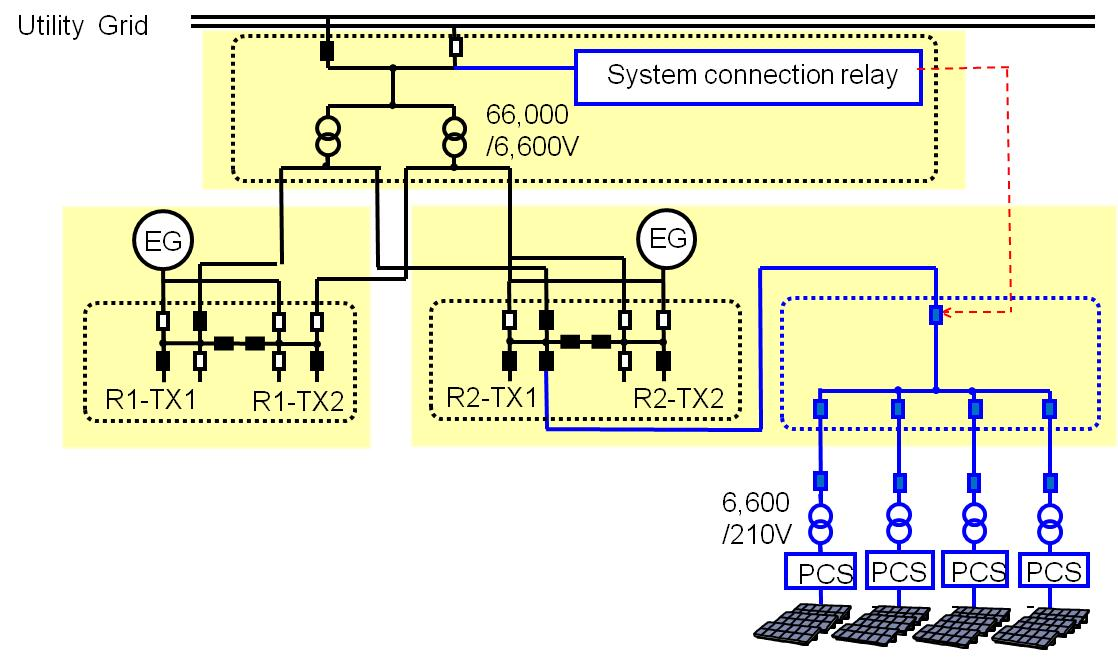 Utility Grid
System connection relay
66,000
/6,600V
EG
EG
R1-TX1
R1-TX2
R2-TX1
R2-TX2
6,600
/210V
PCS
PCS
PCS
PCS